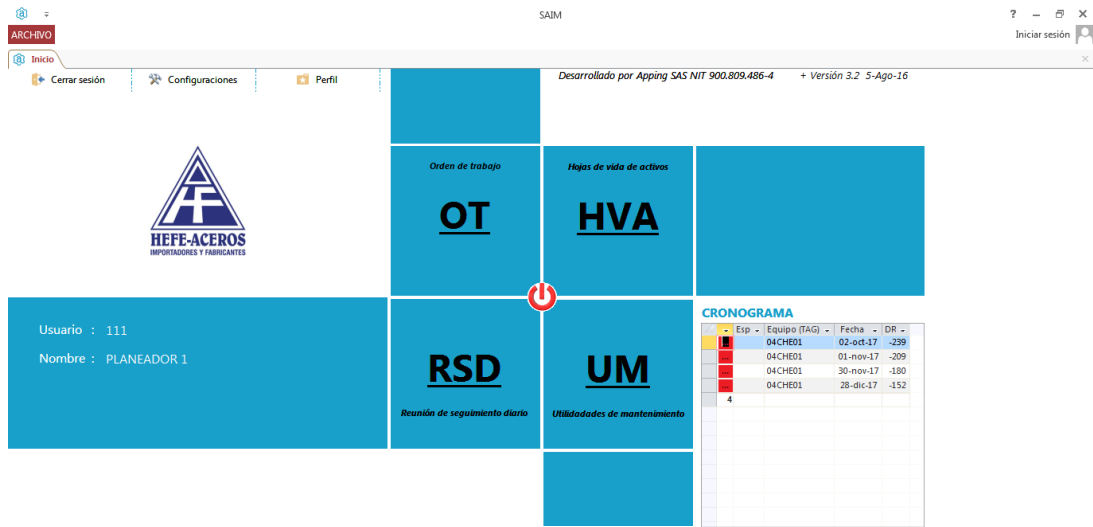 SAIM
ARCHIVO
Iniciar sesión
Inicio
Cerrar sesión
Configuraciones
Perfil
Desarrollado por Apping SAS NIT 900.809.486-4
+ Versión 3.2 5-Ago-16
HEFE-ACEROS
IMPORTADORES Y FABRICANTES
Orden de trabajo
OT
Hojas de vida de activos
HVA
Usuario : 111
Nombre : PLANEADOR 1
RSD
Reunión de seguimiento diario
UM
Utilidadades de mantenimiento
CRONOGRAMA
Esp Equipo (TAG) Fecha DR
04CHE01 02-oct-17 -239
... 04CHE01 01-nov-17 -209
... 04CHE01 30-nov-17 -180
... 04CHE01 28-dic-17 -152
4